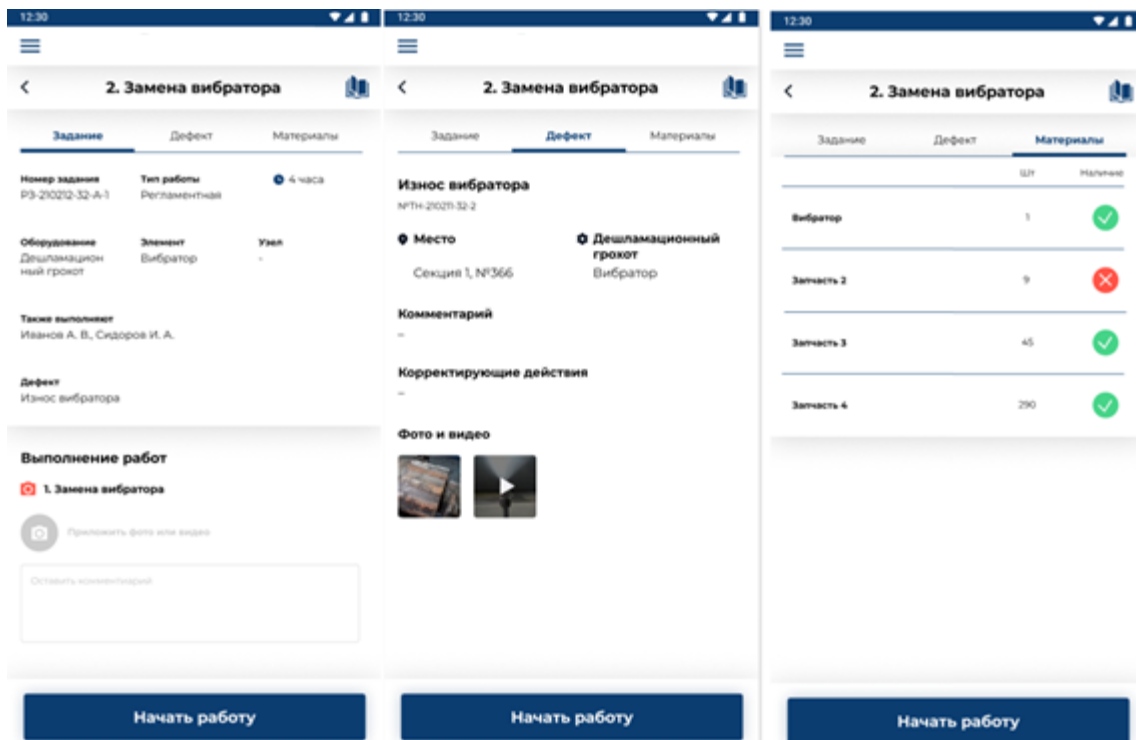 12:30
2. Замена вибратора
Задание Дефект Материалы
Номер задания Тип работы 4 часа
РЗ-210212-32-А-1 Регламентная
Оборудование Элемент Узел
Дешламацион Вибратор -
ный грохот
Также выполняют
Иванов А. В., Сидоров И. А.
Дефект
Износ вибратора
Выполнение работ
1. Замена вибратора
Приложить фото или видео
Оставить комментарий
Начать работу
12:30
2. Замена вибратора
Задание Дефект Материалы
Износ вибратора
№ТН-210211-32-2
Место Дешламационный
грохот
Секция 1, №366 Вибратор
Комментарий
–
Корректирующие действия
–
Фото и видео
Начать работу
12:30
2. Замена вибратора
Задание Дефект Материалы
Шт Наличие
Вибратор 1
Запчасть 2 9
Запчасть 3 45
Запчасть 4 290
Начать работу